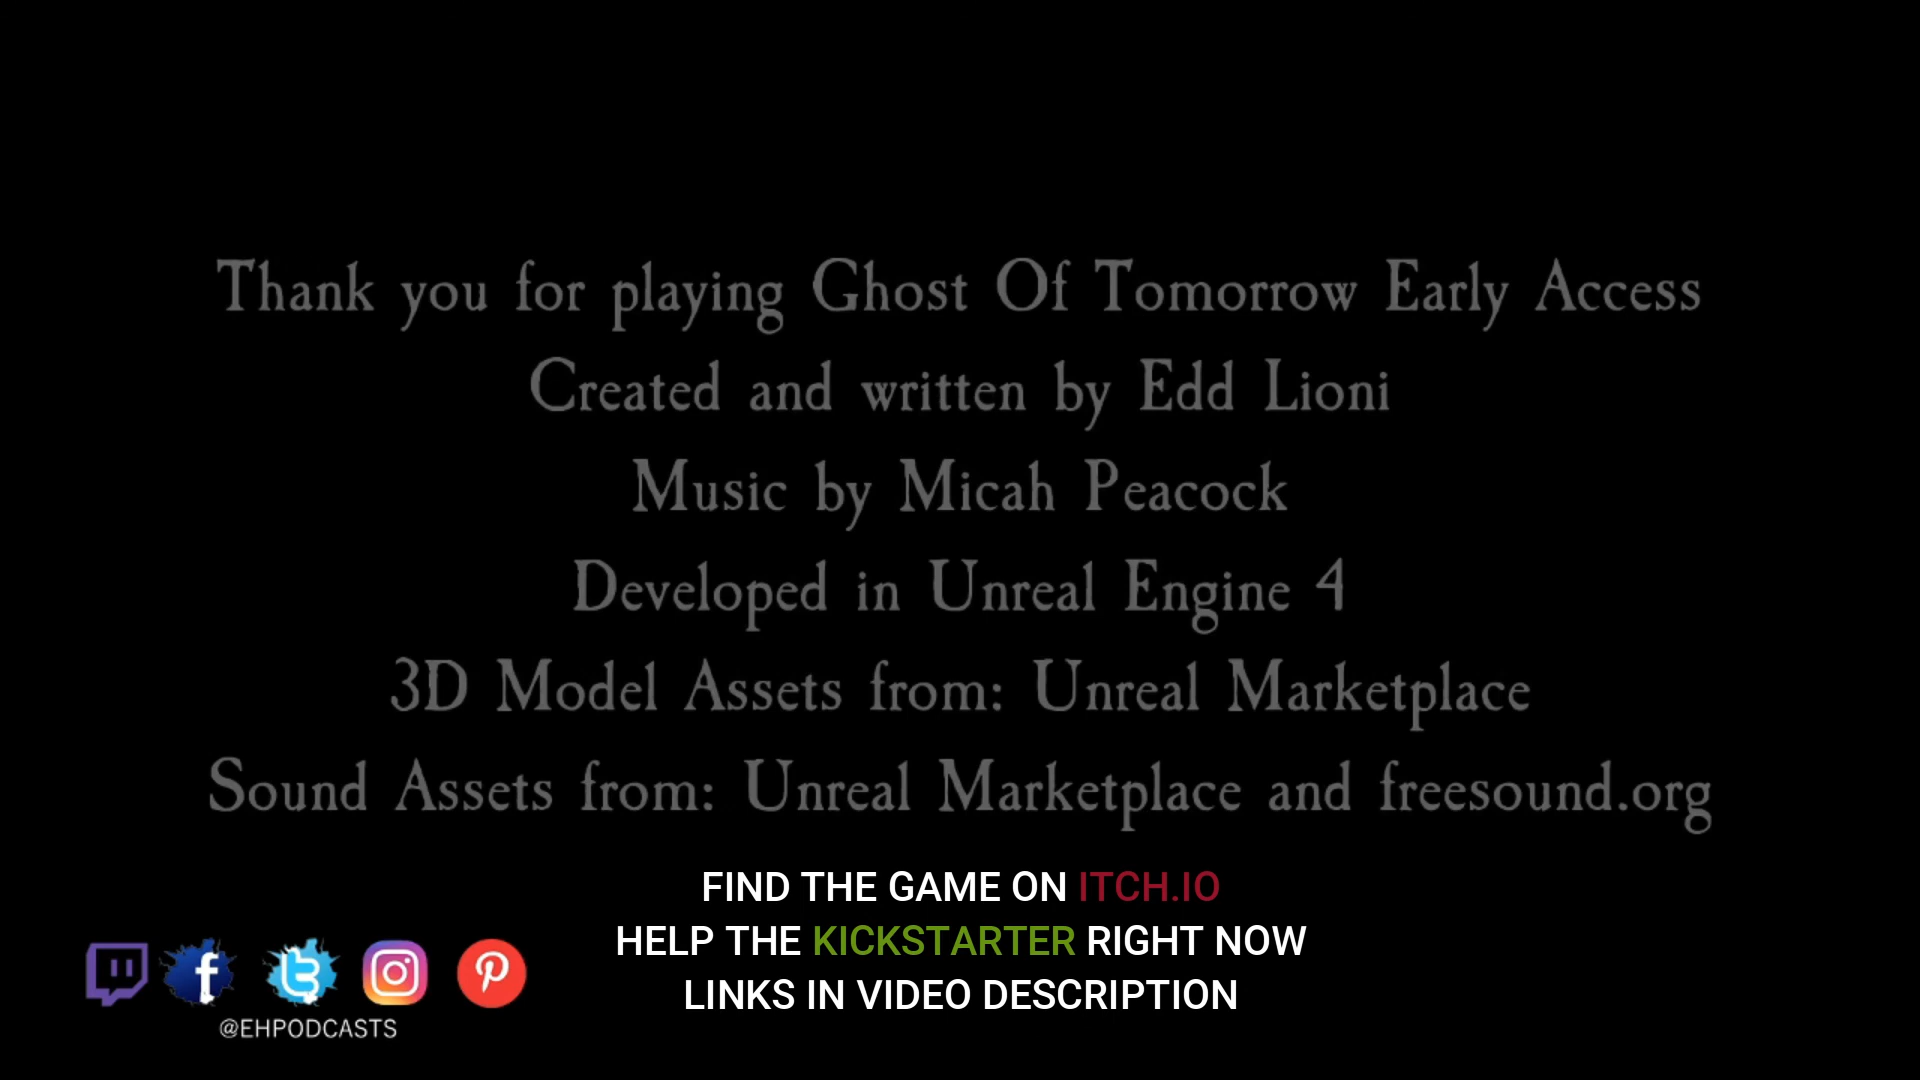 Thank you for playing Ghost Of Tomorrow Early Access
Created and written by Edd Lioni
Music by Micah Peacock
Developed in Unreal Engine 4
3D Model Assets from: Unreal Marketplace
Sound Assets from: Unreal Marketplace and freesound.org
FIND THE GAME ON ITCH.IO
HELP THE KICKSTARTER RIGHT NOW
LINKS IN VIDEO DESCRIPTION
@EHPODCASTS